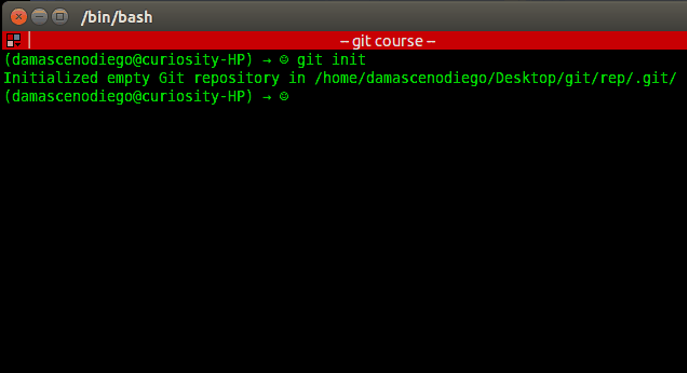 /bin/bash
-- git course --
(damascenodiego@curiosity-HP) → ☺ git init
Initialized empty Git repository in /home/damascenodiego/Desktop/git/rep/.git/
(damascenodiego@curiosity-HP) → ☺